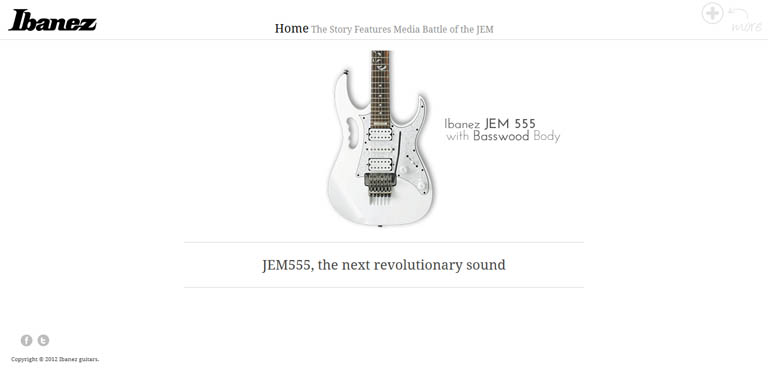 Ibanez
Home The Story Features Media Battle of the JEM
more
Ibanez JEM 555
with Basswood Body
JEM555, the next revolutionary sound
Copyright © 2012 Ibanez guitars.